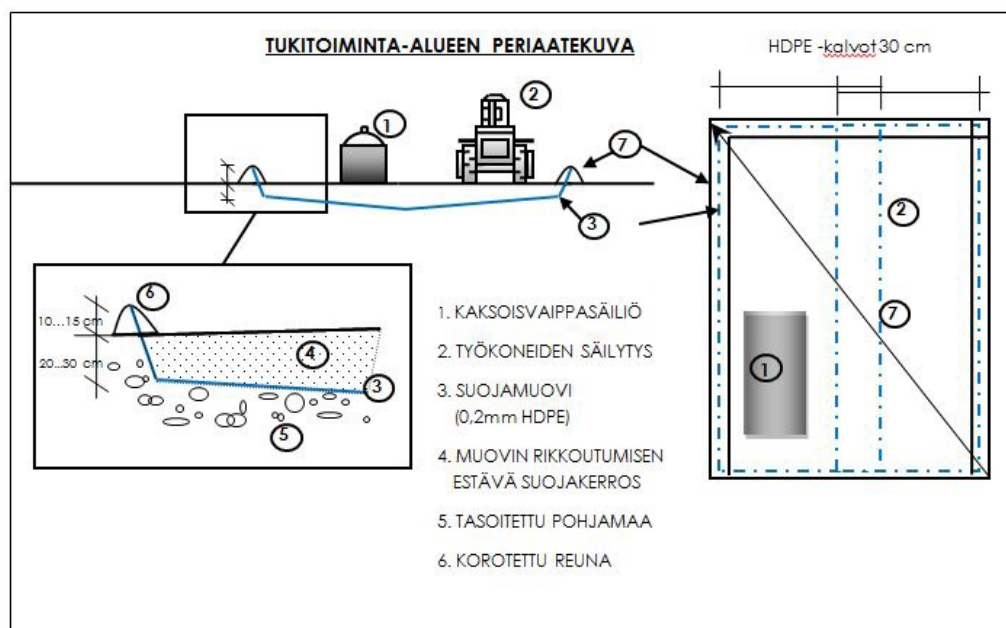 TUKITOIMINTA-ALUEEN PERIAATEKUVA
HDPE -kalvot 30 cm
1
2
7
3
2
7
1
6
10...15 cm
20...30 cm
4
3
5
1. KAKSOISVAIPPASÄILIÖ
2. TYÖKONEIDEN SÄILYTYS
3. SUOJAMUOVI
(0,2mm HDPE)
4. MUOVIN RIKKOUTUMISEN
ESTÄVÄ SUOJAKERROS
5. TASOITETTU POHJAMAA
6. KOROTETTU REUNA